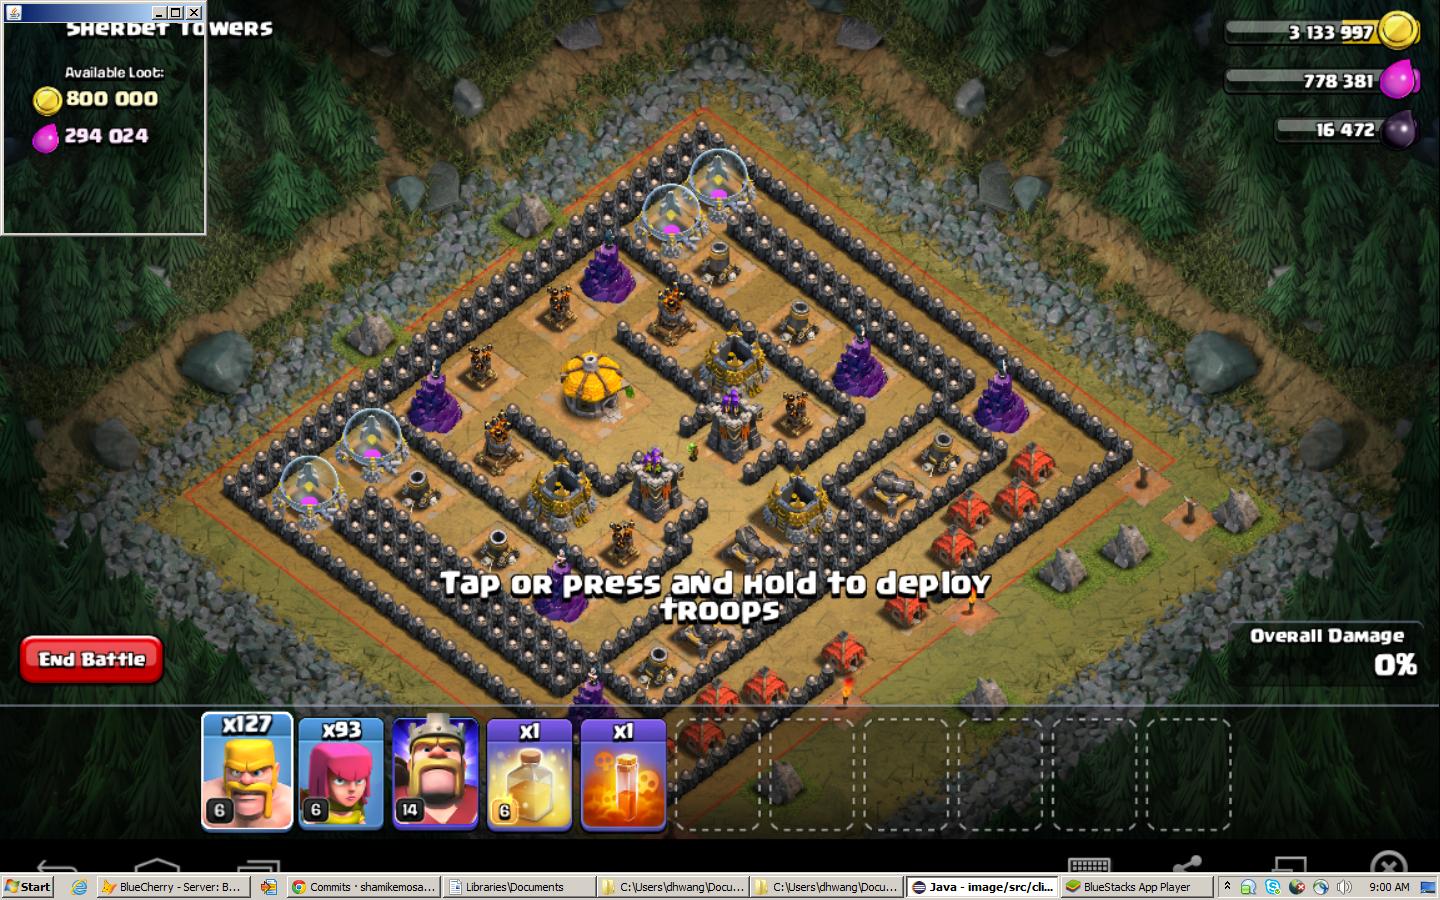 Sherbet Towers
Available Loot:
800 000
294 024
3 133 997
778 381
16 472
Tap or press and hold to deploy
troops
End Battle
Overall Damage
0%
x127
x93
x1
x1
6
6
14
6
Start
BlueCherry - Server: B...
Commits · shamikemosa...
Libraries\Documents
C:\Users\dhwang\Docu...
C:\Users\dhwang\Docu...
Java - image/src/cli...
BlueStacks App Player
9:00 AM